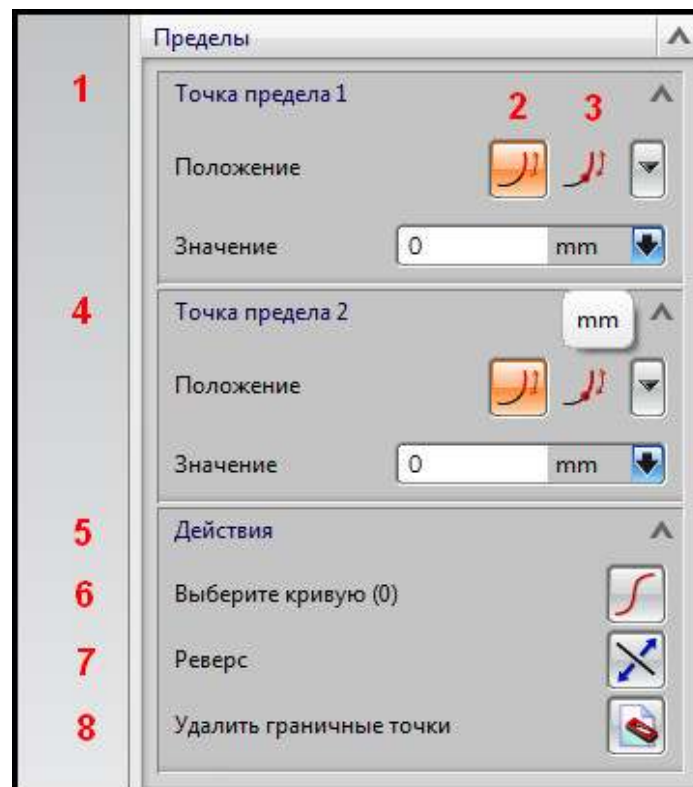 Пределы
1 Точка предела 1 2 3
Положение
Значение 0 mm
4 Точка предела 2 mm
Положение
Значение 0 mm
5 Действия
6 Выберите кривую (0)
7 Реверс
8 Удалить граничные точки